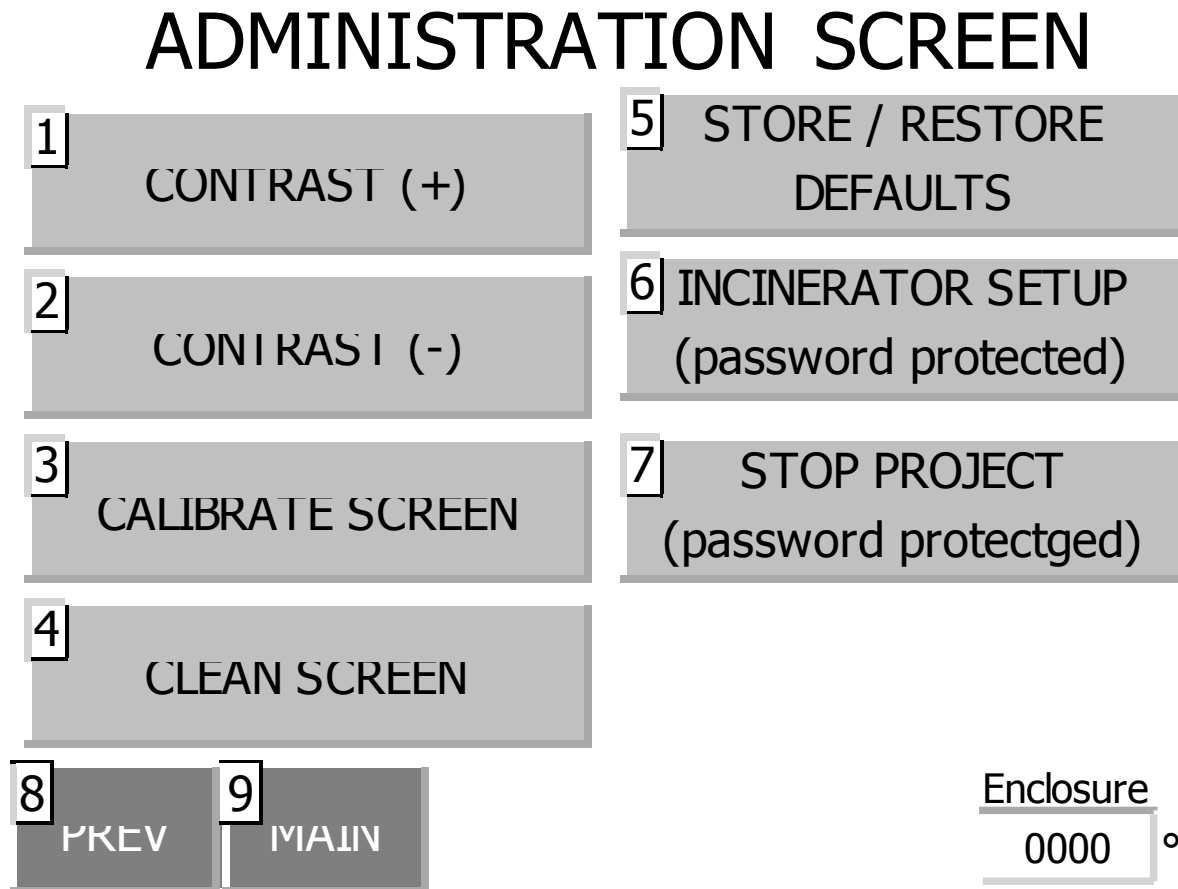 ADMINISTRATION SCREEN
1
CONTRAST (+)
2
CONTRAST (-)
3
CALIBRATE SCREEN
4
CLEAN SCREEN
5
STORE / RESTORE
DEFAULTS
6
INCINERATOR SETUP
(password protected)
7
STOP PROJECT
(password protectged)
8
PREV
9
MAIN
Enclosure
0000 °